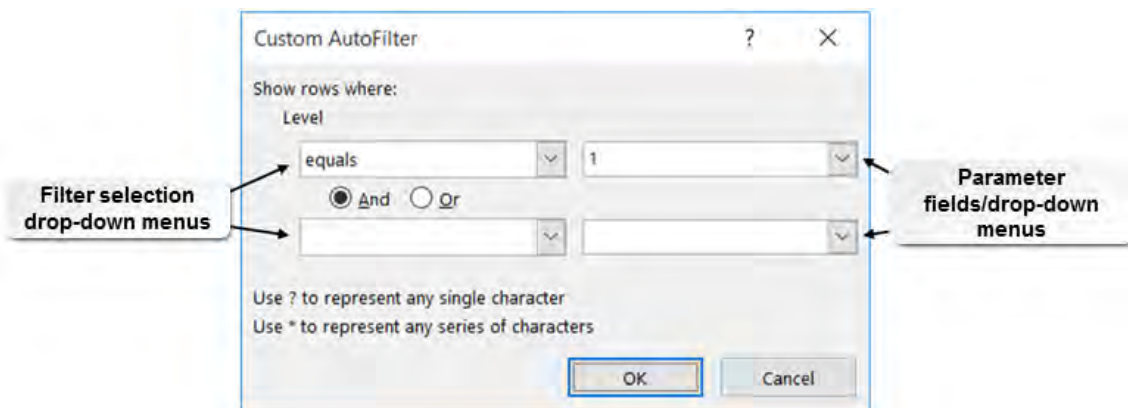 Custom AutoFilter ? ×
Show rows where:
Level
equals 1
And Or
Filter selection
drop-down menus
Parameter
fields/drop-down
menus
Use ? to represent any single character
Use * to represent any series of characters
OK Cancel